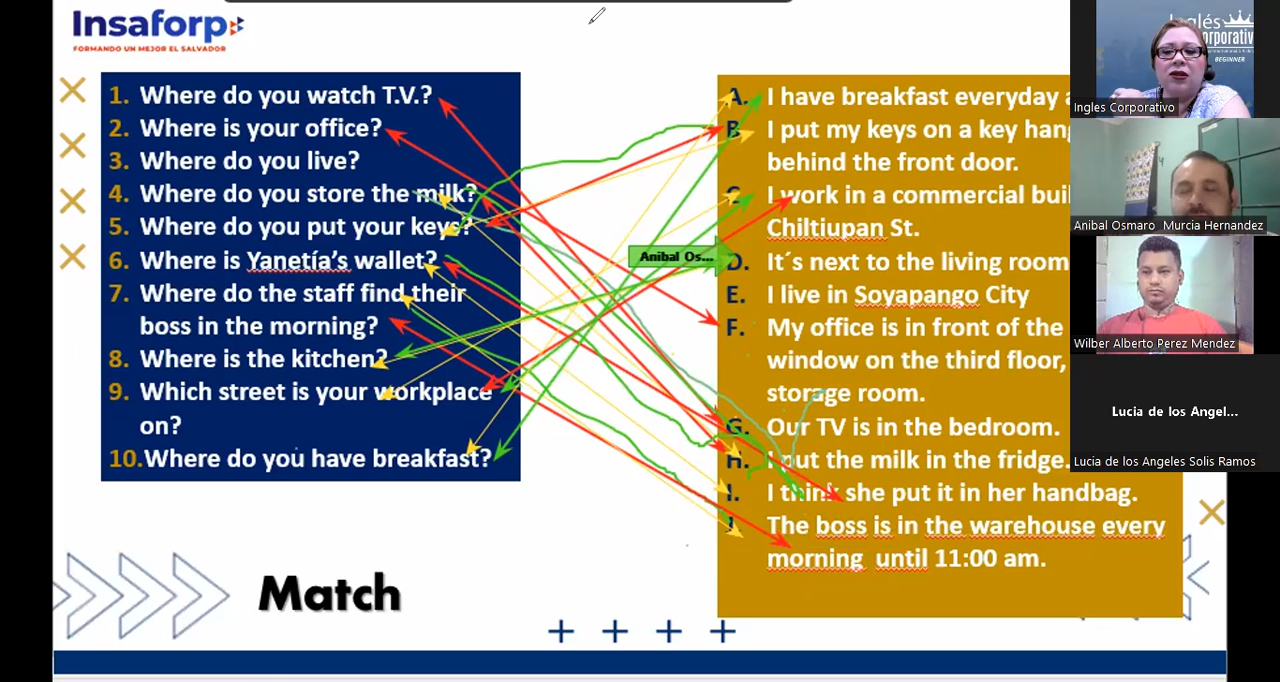 Insaforp
FORMANDO UN MEJOR EL SALVADOR
1. Where do you watch T.V.?
2. Where is your office?
3. Where do you live?
4. Where do you store the milk?
5. Where do you put your keys?
6. Where is Yanetía's wallet?
7. Where do the staff find their
boss in the morning?
8. Where is the kitchen?
9. Which street is your workplace
on?
10. Where do you have breakfast?
Match
Anibal Os...
A. I have breakfast everyday
B. I put my keys on a key
behind the front door.
C. I work in a commercial
Chiltiupan St.
D. It´s next to the living room
E. I live in Soyapango City
F. My office is in front of the
window on the third floor,
storage room.
G. Our TV is in the bedroom.
H. I put the milk in the fridge.
I. I think she put it in her handbag.
J. The boss is in the warehouse every
morning until 11:00 am.
Inglés
BEGINNER
Ingles Corporativo
Anibal Osmaro Murcia Hernandez
Wilber Alberto Perez Mendez
Lucia de los Angel...
Lucia de los Angeles Solis Ramos